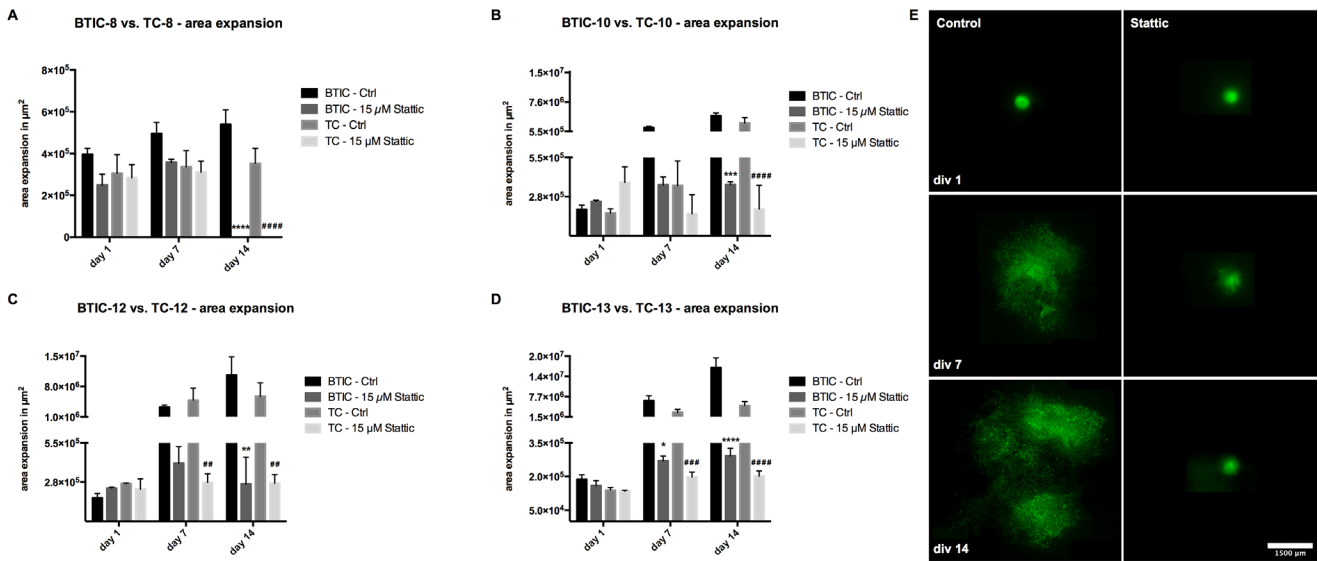 A
BTIC-8 vs. TC-8 - area expansion
area expansion in µm²
8×10⁵
6×10⁵
4×10⁵
2×10⁵
0
****
####
day 1
day 7
day 14
BTIC - Ctrl
BTIC - 15 µM Stattic
TC - Ctrl
TC - 15 µM Stattic
B
BTIC-10 vs. TC-10 - area expansion
area expansion in µm²
1.5×10⁷
7.6×10⁶
5.5×10⁵
5.5×10⁵
2.8×10⁵
***
####
day 1
day 7
day 14
BTIC - Ctrl
BTIC - 15 µM Stattic
TC - Ctrl
TC - 15 µM Stattic
C
BTIC-12 vs. TC-12 - area expansion
area expansion in µm²
1.5×10⁷
8.0×10⁶
1.0×10⁶
5.5×10⁵
2.8×10⁵
##
**
##
day 1
day 7
day 14
BTIC - Ctrl
BTIC - 15 µM Stattic
TC - Ctrl
TC - 15 µM Stattic
D
BTIC-13 vs. TC-13 - area expansion
area expansion in µm²
2.0×10⁷
1.4×10⁷
7.7×10⁶
1.5×10⁶
3.5×10⁵
2.0×10⁵
5.0×10⁴
*
###
****
####
day 1
day 7
day 14
BTIC - Ctrl
BTIC - 15 µM Stattic
TC - Ctrl
TC - 15 µM Stattic
E
Control
Stattic
div 1
div 7
div 14
1500 µm